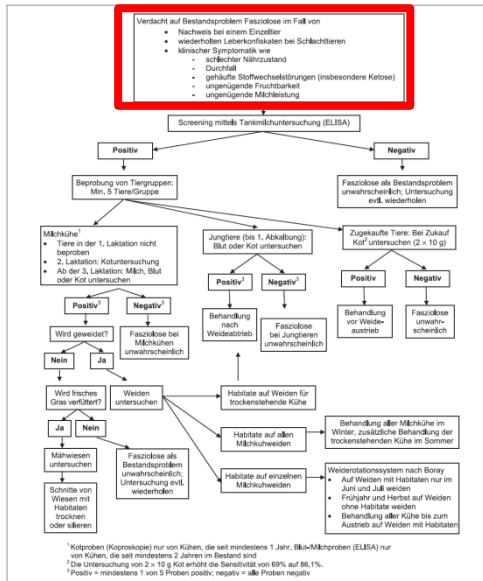 Verdacht auf Bestandsproblem Fasziolose im Fall von
• Nachweis bei einem Einzeltier
• wiederholten Leberkonfiskaten bei Schlachttieren
• klinischer Symptomatik wie
- schlechter Nährzustand
- Durchfall
- gehäufte Stoffwechselstörungen (insbesondere Ketose)
- ungenügende Fruchtbarkeit
- ungenügende Milchleistung
Screening mittels Tankmilchuntersuchung (ELISA)
Positiv
Negativ
Beprobung von Tiergruppen:
Min. 5 Tiere/Gruppe
Fasziolose als Bestandsproblem
unwahrscheinlich; Untersuchung
evtl. wiederholen
Milchkühe¹
• Tiere in der 1. Laktation nicht
beproben
• 2. Laktation: Kotuntersuchung
• Ab der 3. Laktation: Milch, Blut
oder Kot untersuchen
Jungtiere (bis 1. Abkalbung):
Blut oder Kot untersuchen
Zugekaufte Tiere: Bei Zukauf
Kot² untersuchen (2 × 10 g)
Positiv³
Negativ³
Positiv³
Negativ³
Positiv
Negativ
Wird geweidet?
Fasziolose bei
Milchkühen
unwahrscheinlich
Behandlung
nach
Weideabtrieb
Fasziolose
bei Jungtieren
unwahrscheinlich
Behandlung
vor Weide-
austrieb
Fasziolose
unwahr-
scheinlich
Nein
Ja
Wird frisches
Gras verfüttert?
Weiden
untersuchen
Habitate auf Weiden für
trockenstehende Kühe
Ja
Nein
Habitate auf allen
Milchkuhweiden
Behandlung aller Milchkühe im
Winter, zusätzliche Behandlung der
trockenstehenden Kühe im Sommer
Mähwiesen
untersuchen
Fasziolose als
Bestandsproblem
unwahrscheinlich;
Untersuchung evtl.
wiederholen
Habitate auf einzelnen
Milchkuhweiden
Weiderotationssystem nach Boray
• Auf Weiden mit Habitaten nur im
Juni und Juli weiden
• Frühjahr und Herbst auf Weiden
ohne Habitate weiden
• Behandlung aller Kühe bis zum
Austrieb auf Weiden mit Habitaten
Schnitte von
Wiesen mit
Habitaten
trocknen
oder silieren
¹ Kotproben (Koproskopie) nur von Kühen, die seit mindestens 1 Jahr, Blut-/Milchproben (ELISA) nur
von Kühen, die seit mindestens 2 Jahren im Bestand sind
² Die Untersuchung von 2 × 10 g Kot erhöht die Sensitivität von 69% auf 86,1%.
³ Positiv = mindestens 1 von 5 Proben positiv; negativ = alle Proben negativ